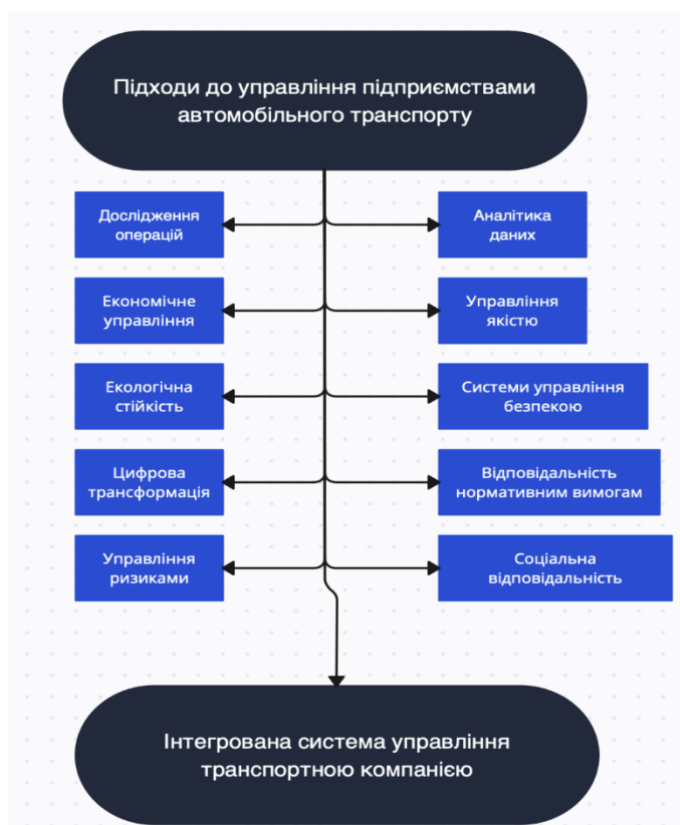 Підходи до управління підприємствами
автомобільного транспорту
Дослідження
операцій
Аналітика
даних
Економічне
управління
Управління
якістю
Екологічна
стійкість
Системи управління
безпекою
Цифрова
трансформація
Відповідальність
нормативним вимогам
Управління
ризиками
Соціальна
відповідальність
Інтегрована система управління
транспортною компанією